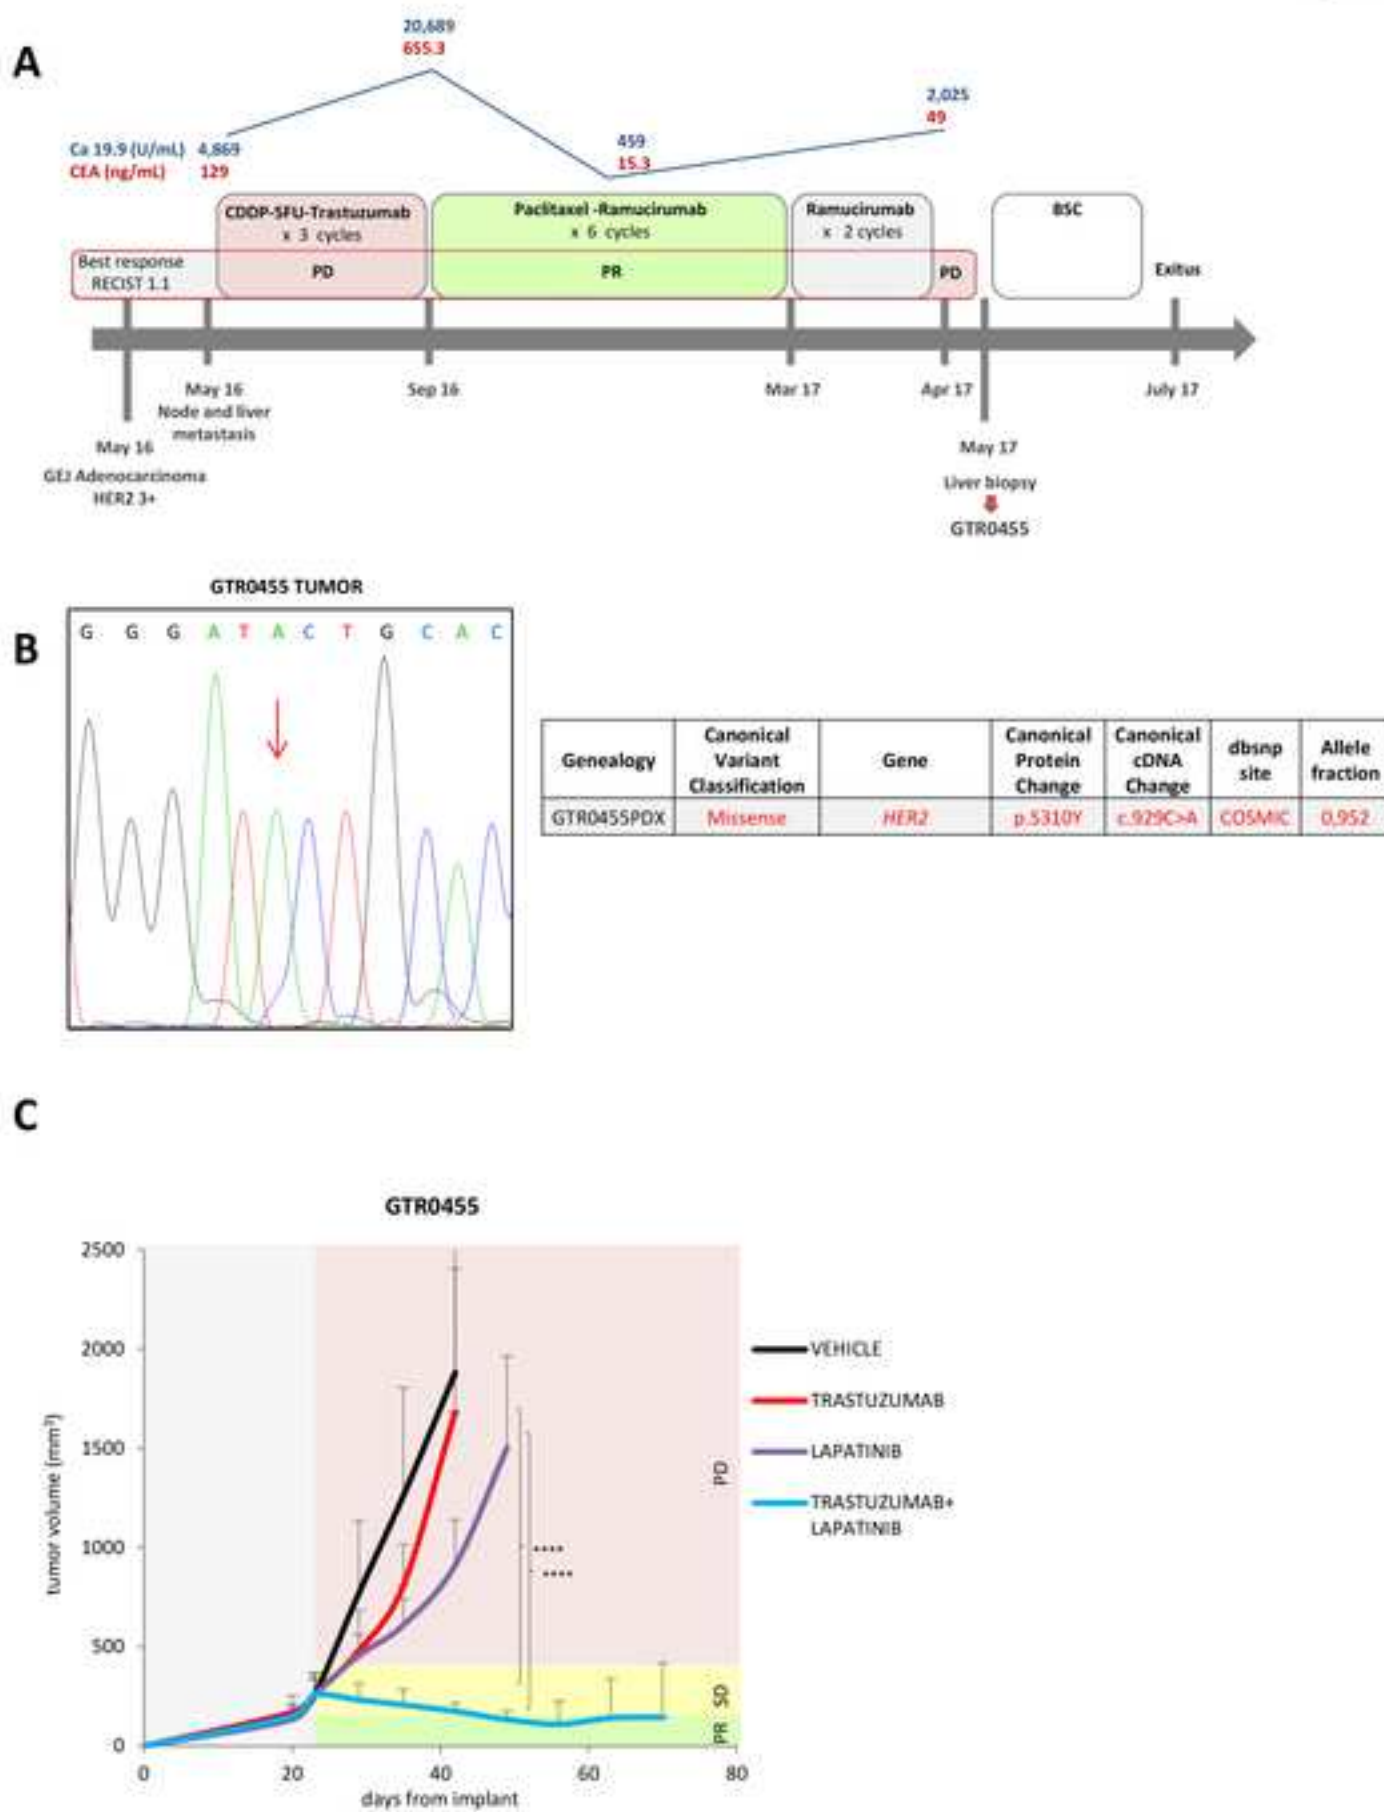 A
20,689
655.3
2,025
49
459
15.3
Ca 19.9 (U/mL) 4,869
CEA (ng/mL) 129
CDDP-5FU-Trastuzumab
x 3 cycles
Paclitaxel -Ramucirumab
x 6 cycles
Ramucirumab
x 2 cycles
BSC
Best response
RECIST 1.1
PD
PR
PD
Exitus
May 16
Node and liver
metastasis
Sep 16
Mar 17
Apr 17
July 17
May 16
GEJ Adenocarcinoma
HER2 3+
May 17
Liver biopsy
GTR0455
B
GTR0455 TUMOR
G G G A T A C T G C A C
Genealogy
Canonical
Variant
Classification
Gene
Canonical
Protein
Change
Canonical
cDNA
Change
dbsnp
site
Allele
fraction
GTR0455PDX Missense HER2 p.S310Y c.929C>A COSMIC 0,952
C
GTR0455
tumor volume (mm³)
2500
2000
1500
1000
500
0
0 20 40 60 80
days from implant
PD
SD
PR
****
****
VEHICLE
TRASTUZUMAB
LAPATINIB
TRASTUZUMAB+
LAPATINIB